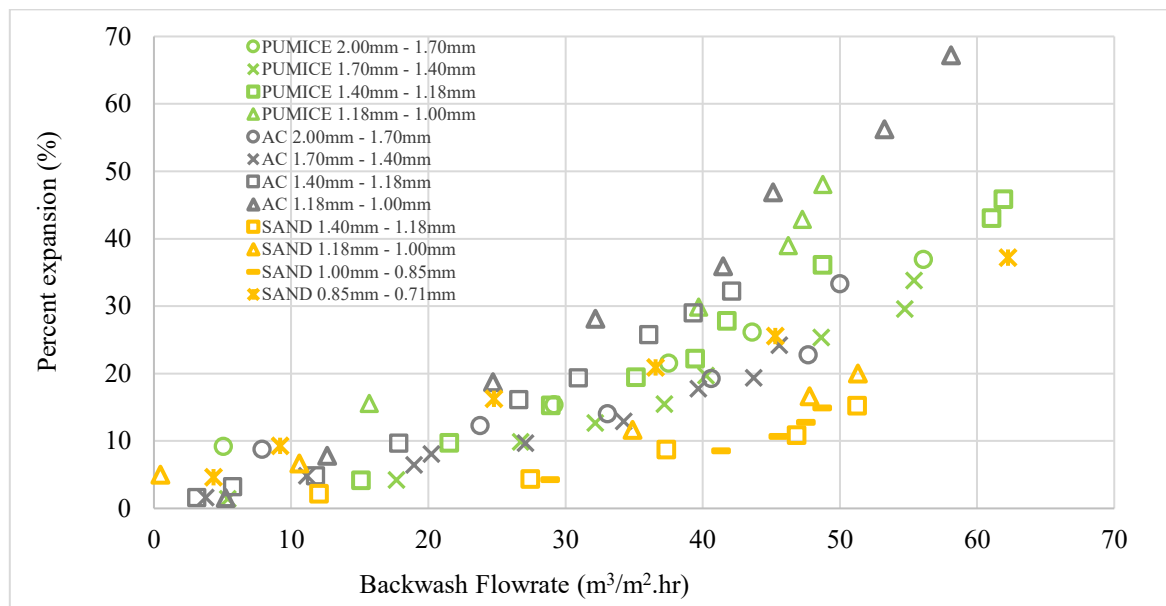 70
60
50
40
30
20
10
0
Percent expansion (%)
PUMICE 2.00mm - 1.70mm
PUMICE 1.70mm - 1.40mm
PUMICE 1.40mm - 1.18mm
PUMICE 1.18mm - 1.00mm
AC 2.00mm - 1.70mm
AC 1.70mm - 1.40mm
AC 1.40mm - 1.18mm
AC 1.18mm - 1.00mm
SAND 1.40mm - 1.18mm
SAND 1.18mm - 1.00mm
SAND 1.00mm - 0.85mm
SAND 0.85mm - 0.71mm
0 10 20 30 40 50 60 70
Backwash Flowrate (m³/m².hr)